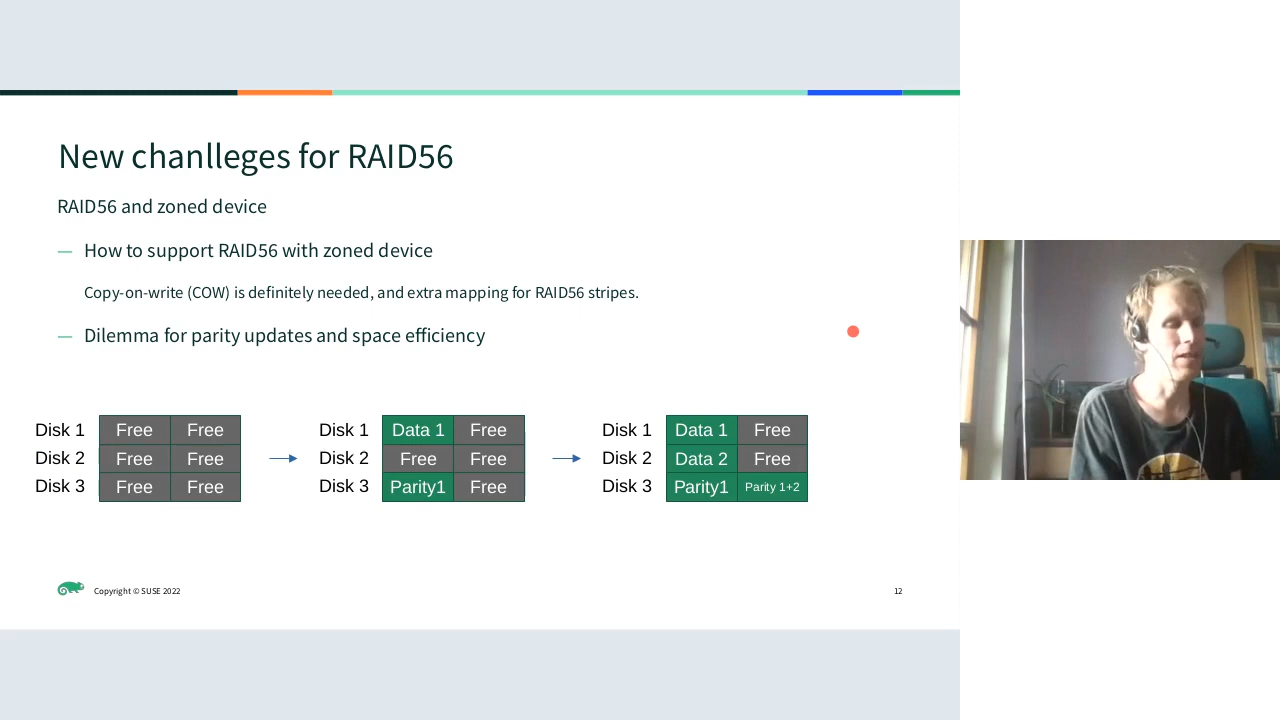 New chanlleges for RAID56
RAID56 and zoned device
— How to support RAID56 with zoned device
Copy-on-write (COW) is definitely needed, and extra mapping for RAID56 stripes.
— Dilemma for parity updates and space efficiency
Disk 1 Free Free Disk 1 Data 1 Free Disk 1 Data 1 Free
Disk 2 Free Free Disk 2 Free Free Disk 2 Data 2 Free
Disk 3 Free Free Disk 3 Parity1 Free Disk 3 Parity1 Parity 1+2
Copyright © SUSE 2022 12